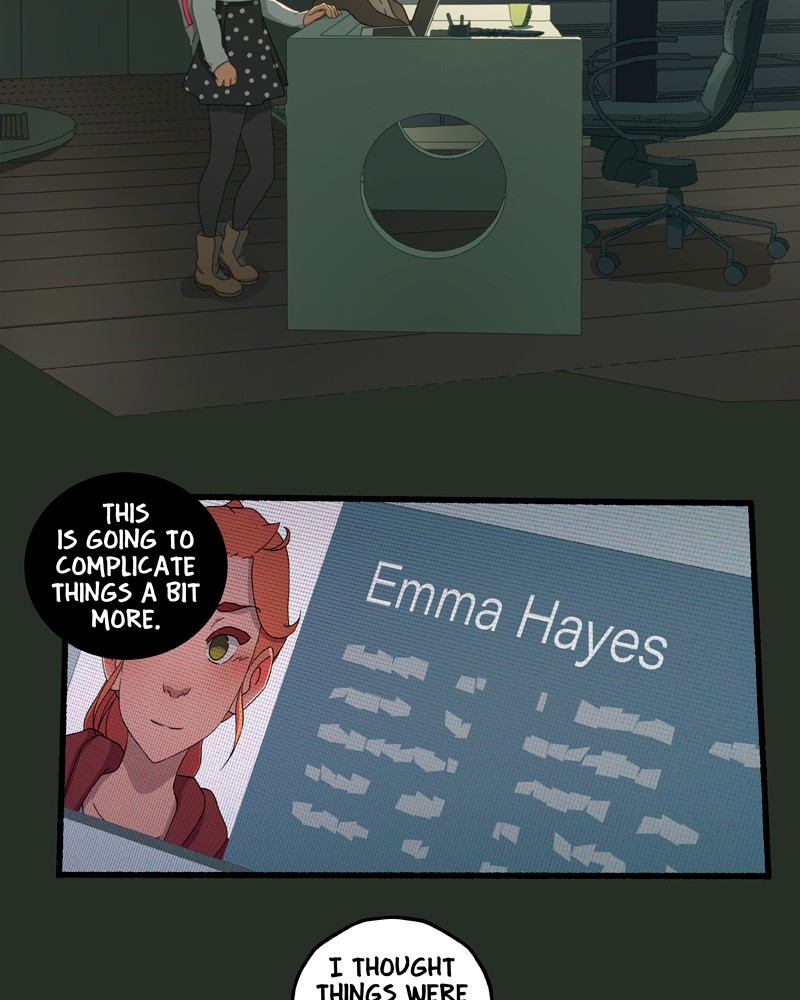 THIS
IS GOING TO
COMPLICATE
THINGS A BIT
MORE.
Emma Hayes
I THOUGHT
THINGS WERE